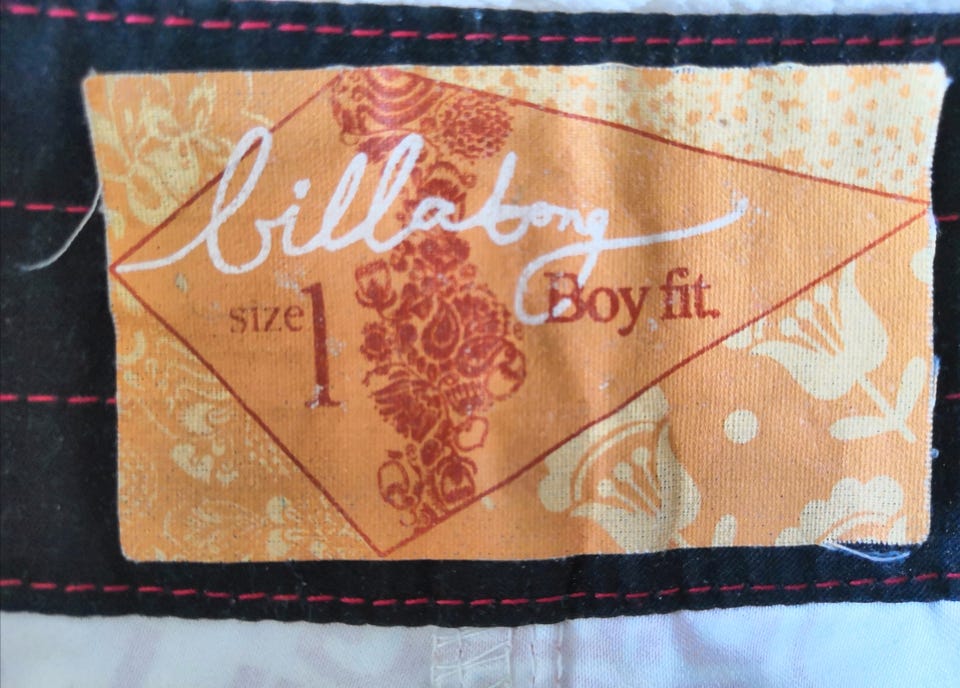 billabong
size 1
Boy fit.